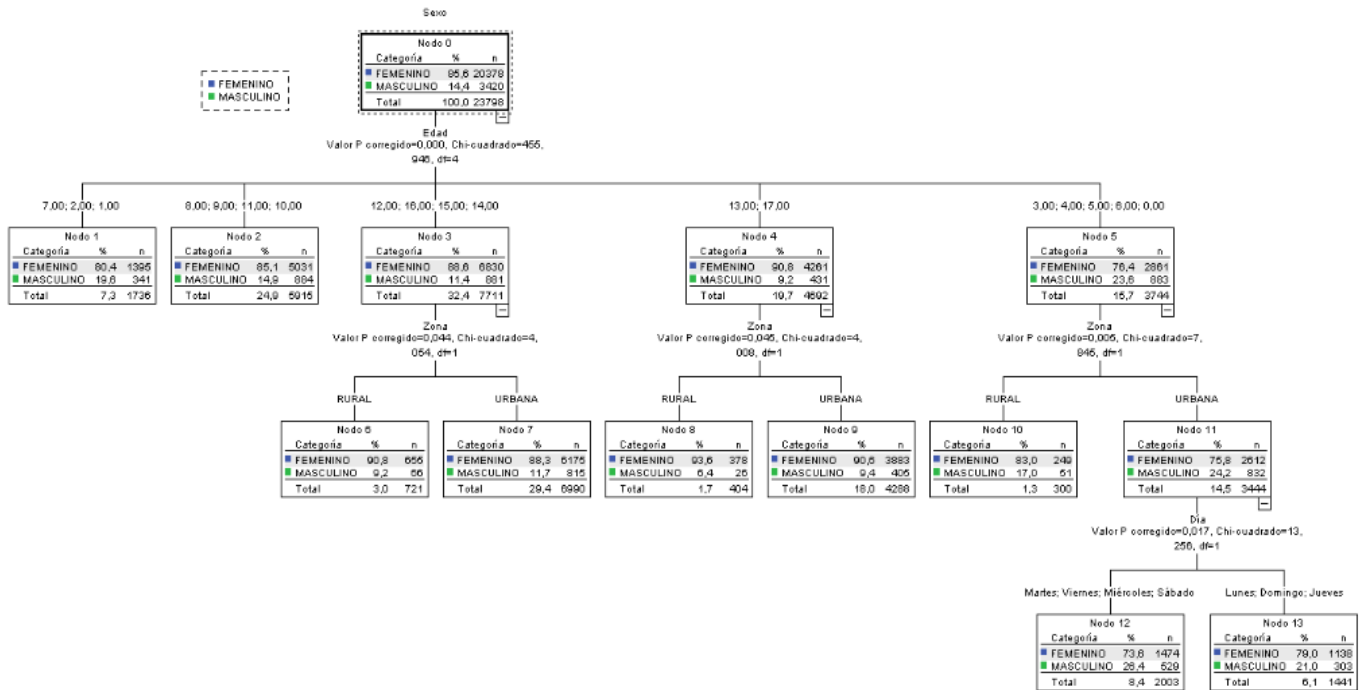 Sexo
Nodo 0
Categoría % n
FEMENINO 85,6 20378
MASCULINO 14,4 3420
Total 100,0 23798
FEMENINO
MASCULINO
Edad
Valor P corregido=0,000, Chi-cuadrado=455,
946, df=4
7,00; 2,00; 1,00
Nodo 1
Categoría % n
FEMENINO 80,4 1395
MASCULINO 19,6 341
Total 7,3 1736
8,00; 9,00; 11,00; 10,00
Nodo 2
Categoría % n
FEMENINO 85,1 5031
MASCULINO 14,9 884
Total 24,9 5915
12,00; 16,00; 15,00; 14,00
Nodo 3
Categoría % n
FEMENINO 88,6 6830
MASCULINO 11,4 881
Total 32,4 7711
13,00; 17,00
Nodo 4
Categoría % n
FEMENINO 90,8 4261
MASCULINO 9,2 431
Total 19,7 4692
3,00; 4,00; 5,00; 6,00; 0,00
Nodo 5
Categoría % n
FEMENINO 76,4 2861
MASCULINO 23,6 883
Total 15,7 3744
Zona
Valor P corregido=0,044, Chi-cuadrado=4,
054, df=1
Zona
Valor P corregido=0,045, Chi-cuadrado=4,
008, df=1
Zona
Valor P corregido=0,005, Chi-cuadrado=7,
845, df=1
RURAL
Nodo 6
Categoría % n
FEMENINO 90,8 655
MASCULINO 9,2 66
Total 3,0 721
URBANA
Nodo 7
Categoría % n
FEMENINO 88,3 6175
MASCULINO 11,7 815
Total 29,4 6990
RURAL
Nodo 8
Categoría % n
FEMENINO 93,6 378
MASCULINO 6,4 26
Total 1,7 404
URBANA
Nodo 9
Categoría % n
FEMENINO 90,6 3883
MASCULINO 9,4 405
Total 18,0 4288
RURAL
Nodo 10
Categoría % n
FEMENINO 83,0 249
MASCULINO 17,0 51
Total 1,3 300
URBANA
Nodo 11
Categoría % n
FEMENINO 75,8 2612
MASCULINO 24,2 832
Total 14,5 3444
Día
Valor P corregido=0,017, Chi-cuadrado=13,
256, df=1
Martes; Viernes; Miércoles; Sábado
Nodo 12
Categoría % n
FEMENINO 73,6 1474
MASCULINO 26,4 529
Total 8,4 2003
Lunes; Domingo; Jueves
Nodo 13
Categoría % n
FEMENINO 79,0 1138
MASCULINO 21,0 303
Total 6,1 1441